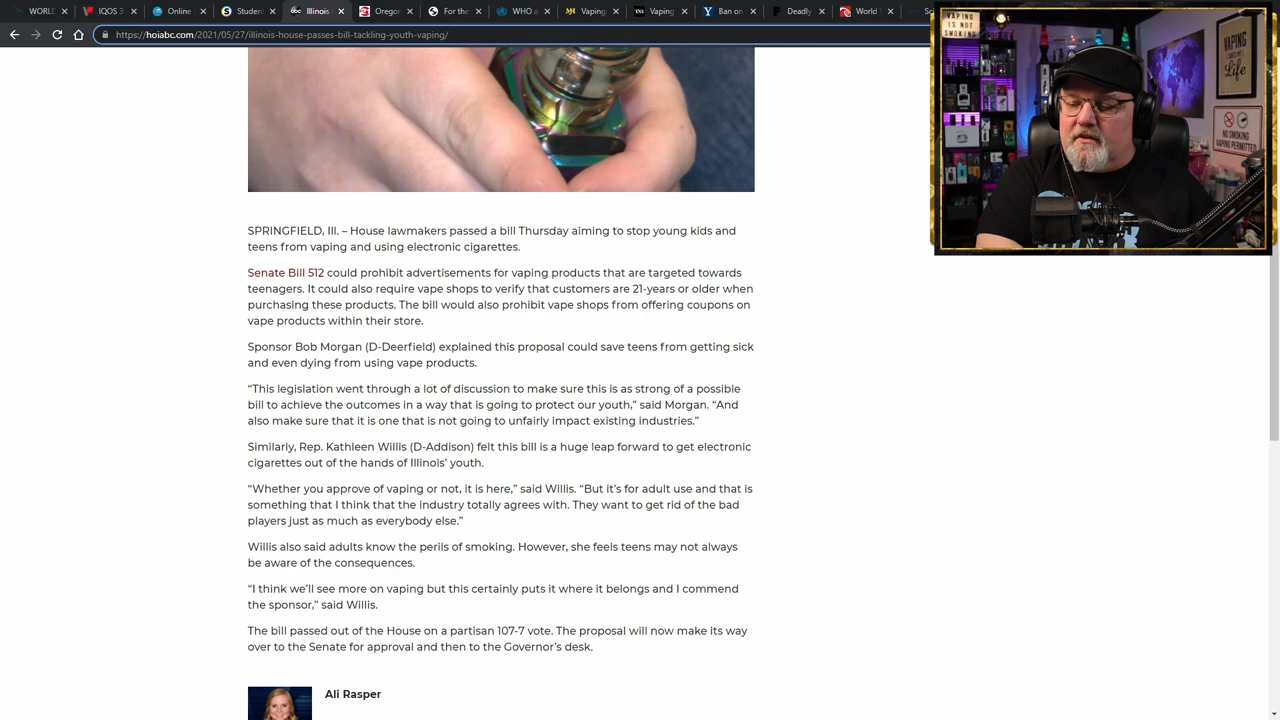 WORLD
IQOS 3
Online
Student
Illinois
Oregon
For the
WHO a
Vaping
Vaping
Ban on
Deadly
World
https://hoiabc.com/2021/05/27/illinois-house-passes-bill-tackling-youth-vaping/
VAPING
IS NOT
SMOKING
VAPING
Life
NO SMOKING
VAPING PERMITTED
SPRINGFIELD, Ill. – House lawmakers passed a bill Thursday aiming to stop young kids and
teens from vaping and using electronic cigarettes.
Senate Bill 512 could prohibit advertisements for vaping products that are targeted towards
teenagers. It could also require vape shops to verify that customers are 21-years or older when
purchasing these products. The bill would also prohibit vape shops from offering coupons on
vape products within their store.
Sponsor Bob Morgan (D-Deerfield) explained this proposal could save teens from getting sick
and even dying from using vape products.
“This legislation went through a lot of discussion to make sure this is as strong of a possible
bill to achieve the outcomes in a way that is going to protect our youth,” said Morgan. “And
also make sure that it is one that is not going to unfairly impact existing industries.”
Similarly, Rep. Kathleen Willis (D-Addison) felt this bill is a huge leap forward to get electronic
cigarettes out of the hands of Illinois’ youth.
“Whether you approve of vaping or not, it is here,” said Willis. “But it’s for adult use and that is
something that I think that the industry totally agrees with. They want to get rid of the bad
players just as much as everybody else.”
Willis also said adults know the perils of smoking. However, she feels teens may not always
be aware of the consequences.
“I think we’ll see more on vaping but this certainly puts it where it belongs and I commend
the sponsor,” said Willis.
The bill passed out of the House on a partisan 107-7 vote. The proposal will now make its way
over to the Senate for approval and then to the Governor’s desk.
Ali Rasper